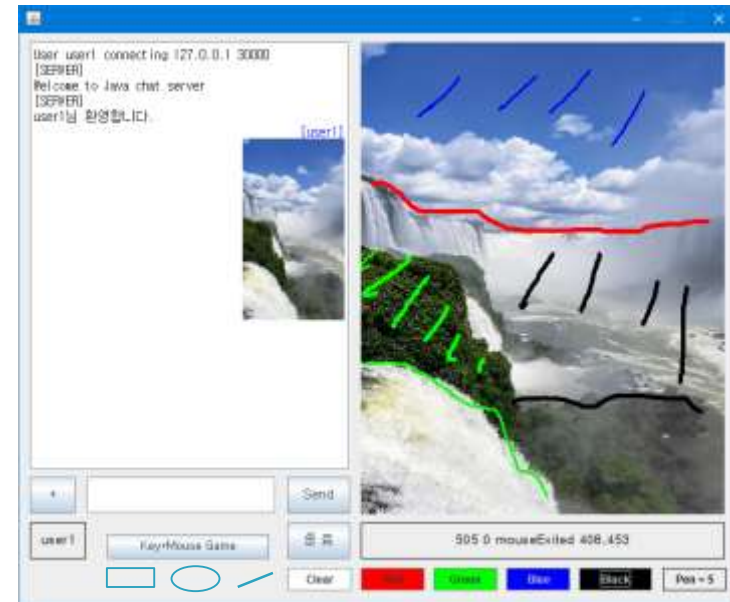 User user1 connecting 127.0.0.1 30000
[SERVER]
Welcome to Java chat server
[SERVER]
user1님 환영합니다.
[user1]
+
Send
user1
Key+Mouse Game
종 료
505 0 mouseExited 408,453
Clear
Red
Green
Blue
Black
Pen = 5